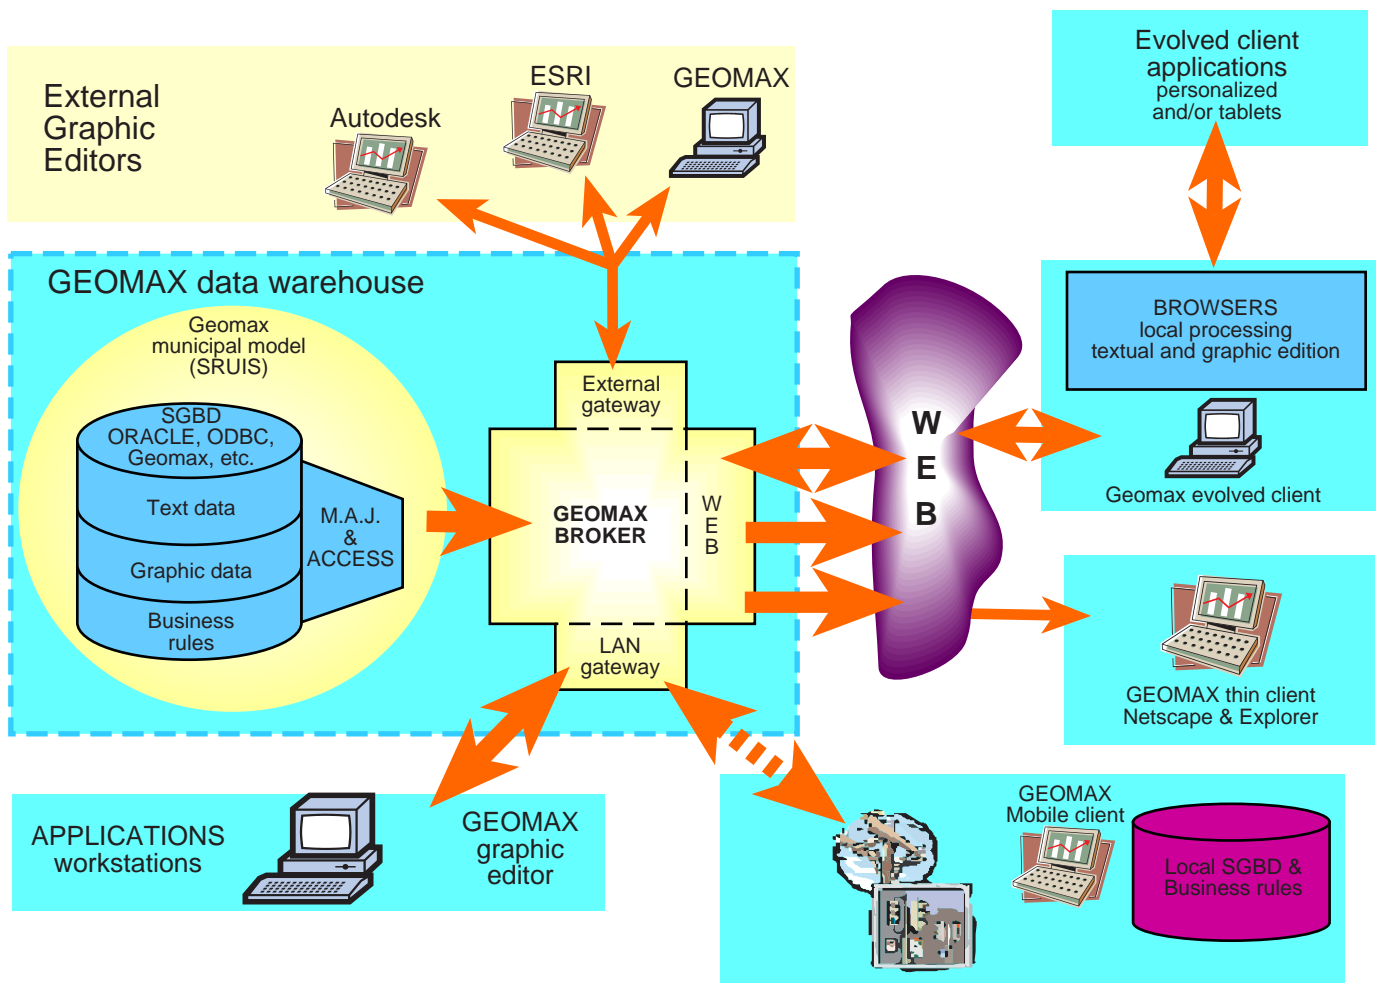 External
Graphic
Editors
Autodesk
ESRI
GEOMAX
Evolved client
applications
personalized
and/or tablets
GEOMAX data warehouse
Geomax
municipal model
(SRUIS)
SGBD
ORACLE, ODBC,
Geomax, etc.
Text data
Graphic data
Business
rules
M.A.J.
&
ACCESS
External
gateway
GEOMAX
BROKER
W
E
B
LAN
gateway
W
E
B
BROWSERS
local processing
textual and graphic edition
Geomax evolved client
GEOMAX thin client
Netscape & Explorer
APPLICATIONS
workstations
GEOMAX
graphic
editor
GEOMAX
Mobile client
Local SGBD &
Business rules